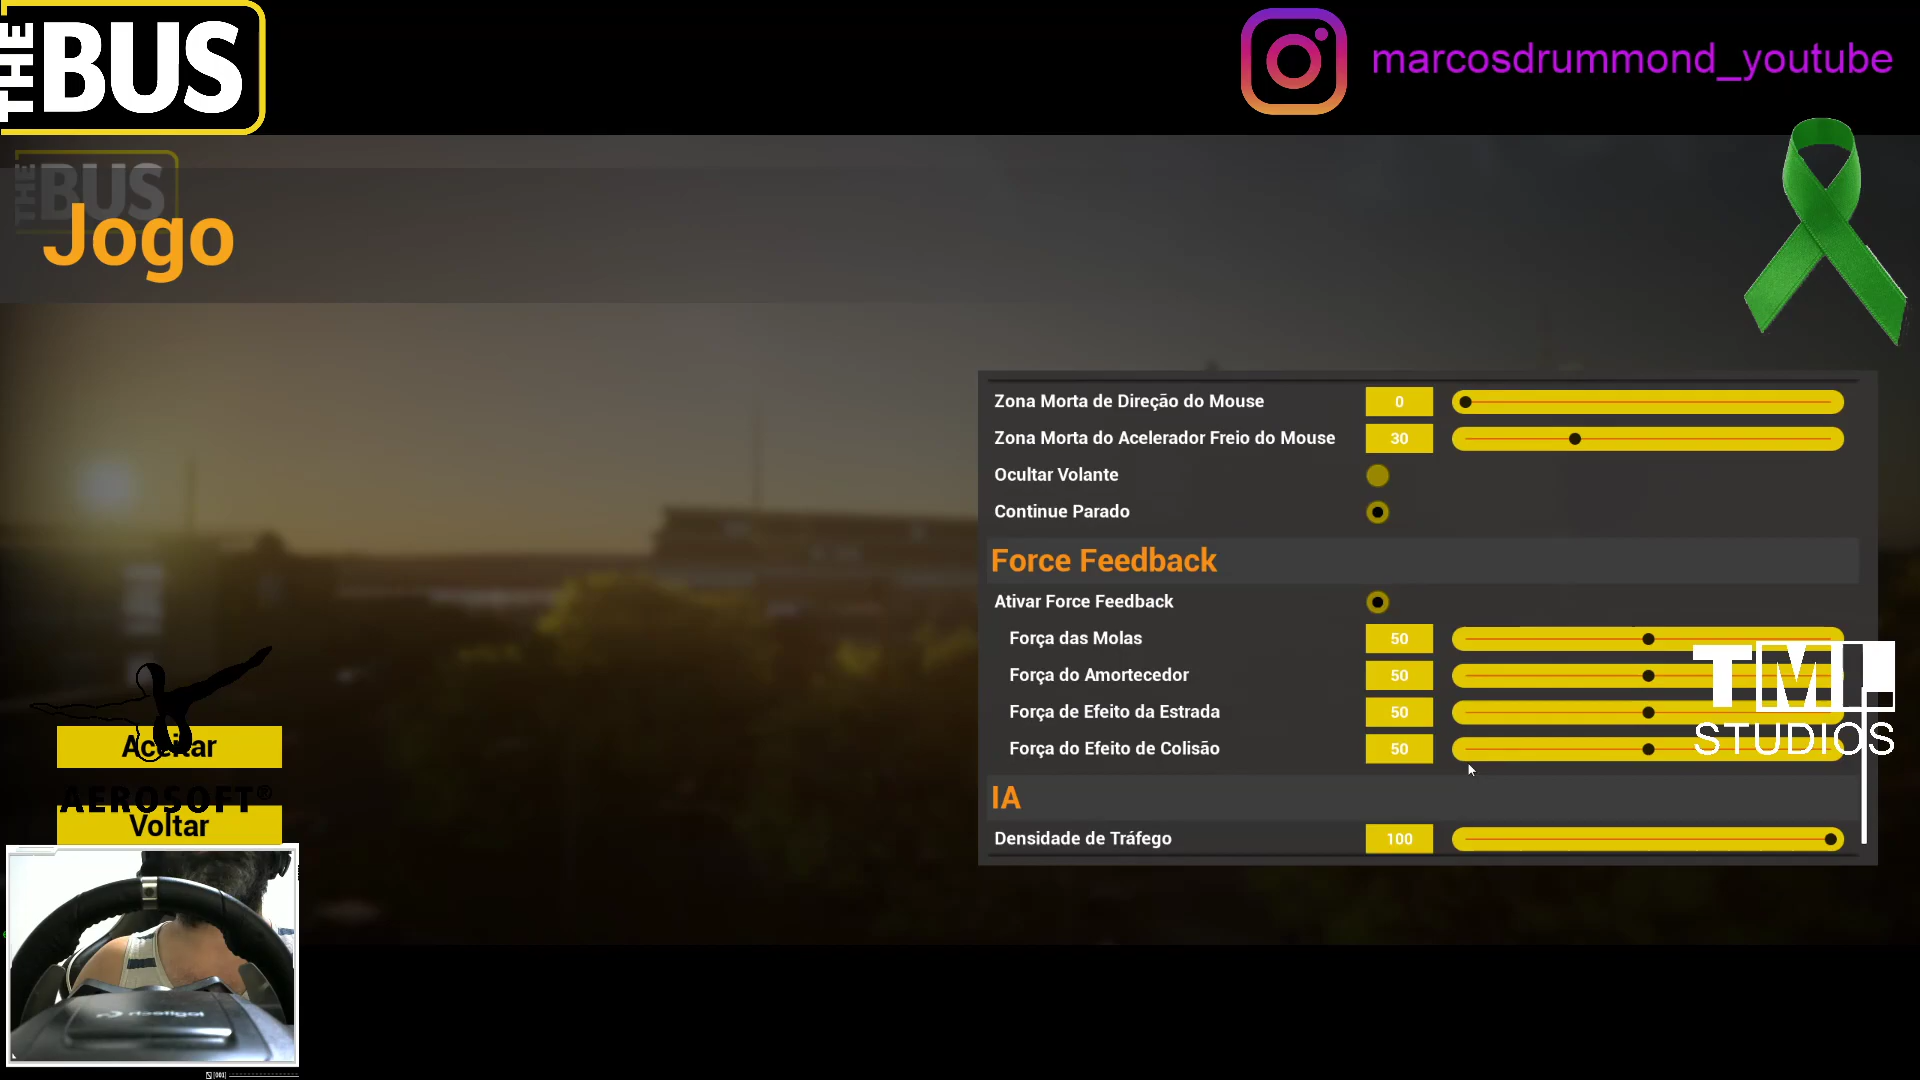 THE BUS
marcosdrummond_youtube
THE BUS
Jogo
Zona Morta de Direção do Mouse 0
Zona Morta do Acelerador Freio do Mouse 30
Ocultar Volante
Continue Parado
Force Feedback
Ativar Force Feedback
Força das Molas 50
Força do Amortecedor 50
Força de Efeito da Estrada 50
Força do Efeito de Colisão 50
IA
Densidade de Tráfego 100
TML
STUDIOS
Aceitar
AEROSOFT®
Voltar
logitech
[001]